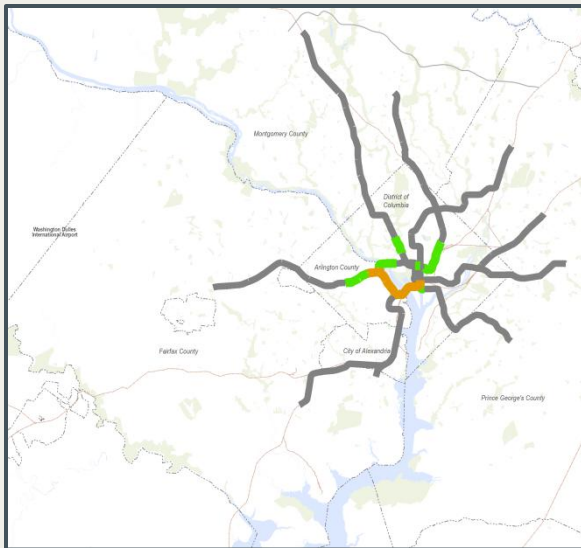 Montgomery County
District of
Columbia
Washington Dulles
International Airport
Arlington County
Fairfax County
City of Alexandria
Prince George's County